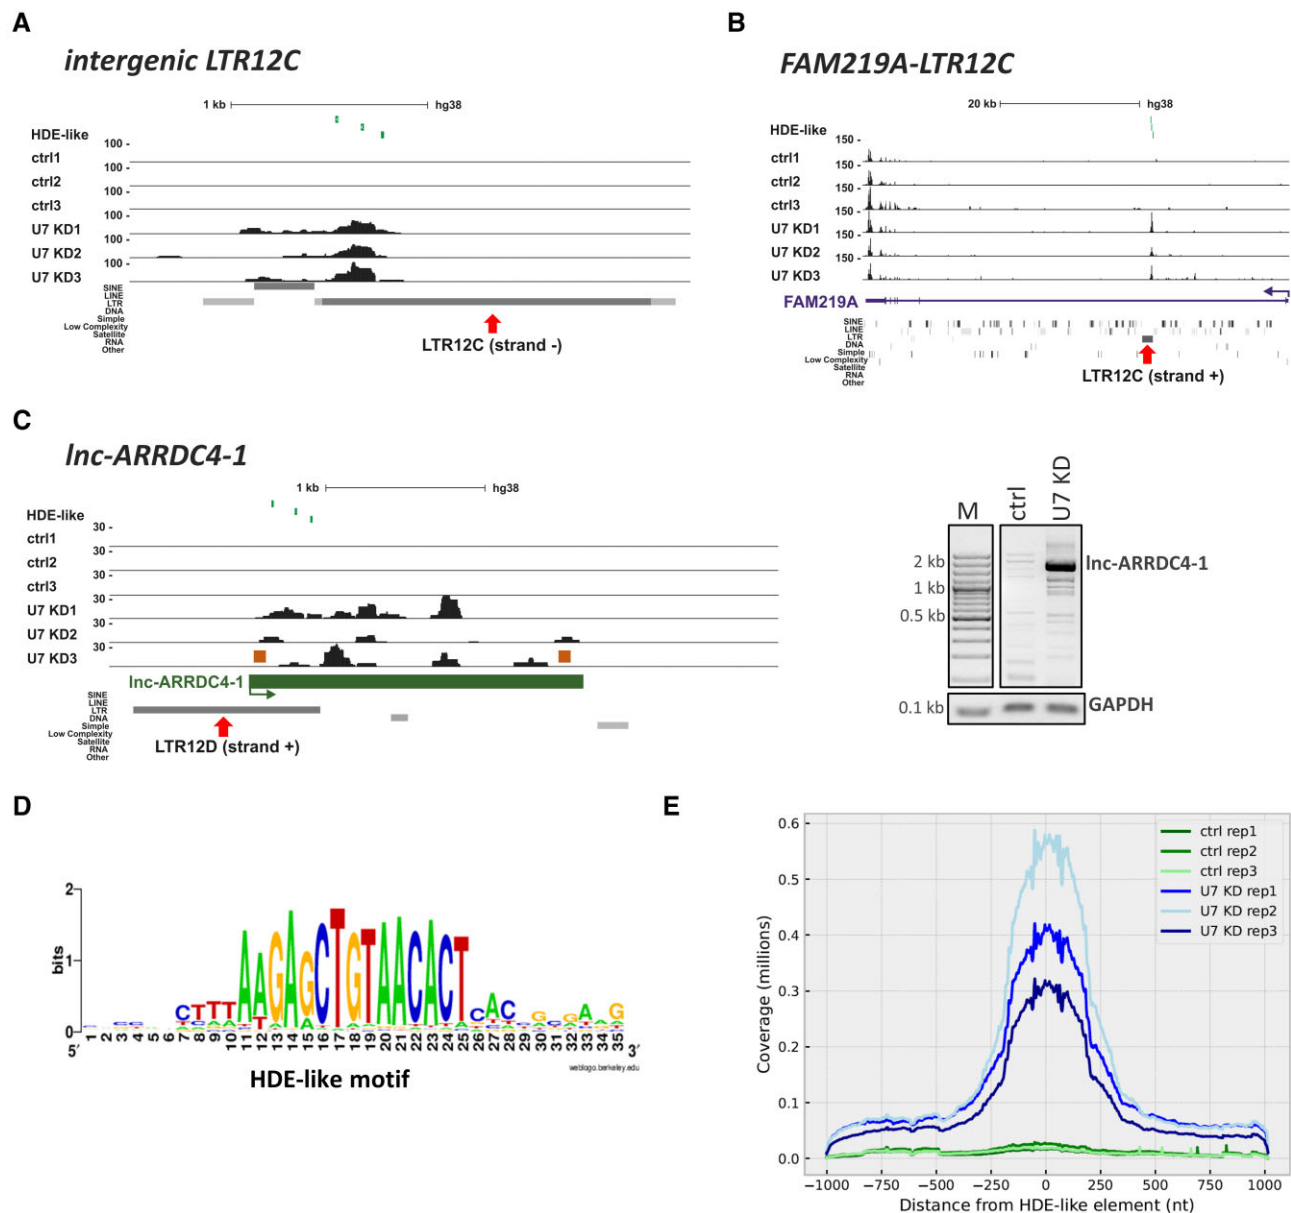 A
intergenic LTR12C
1 kb hg38
HDE-like
100 -
ctrl1
100 -
ctrl2
100 -
ctrl3
100 -
U7 KD1
100 -
U7 KD2
100 -
U7 KD3
SINE
LINE
LTR
DNA
Simple
Low Complexity
Satellite
RNA
Other
LTR12C (strand -)
B
FAM219A-LTR12C
20 kb hg38
HDE-like
150 -
ctrl1
150 -
ctrl2
150 -
ctrl3
150 -
U7 KD1
150 -
U7 KD2
150 -
U7 KD3
FAM219A
SINE
LINE
LTR
DNA
Simple
Low Complexity
Satellite
RNA
Other
LTR12C (strand +)
C
lnc-ARRDC4-1
1 kb hg38
HDE-like
30 -
ctrl1
30 -
ctrl2
30 -
ctrl3
30 -
U7 KD1
30 -
U7 KD2
30 -
U7 KD3
lnc-ARRDC4-1
SINE
LINE
LTR
DNA
Simple
Low Complexity
Satellite
RNA
Other
LTR12D (strand +)
M ctrl U7 KD
2 kb lnc-ARRDC4-1
1 kb
0.5 kb
0.1 kb GAPDH
D
2
1
0
bits
CTTTAAGAGCTGTAACACTCAC GCGAAG
5′ 1 2 3 4 5 6 7 8 9 10 11 12 13 14 15 16 17 18 19 20 21 22 23 24 25 26 27 28 29 30 31 32 33 34 35 3′
weblogo.berkeley.edu
HDE-like motif
E
0.6
0.5
0.4
0.3
0.2
0.1
0.0
Coverage (millions)
ctrl rep1
ctrl rep2
ctrl rep3
U7 KD rep1
U7 KD rep2
U7 KD rep3
−1000 −750 −500 −250 0 250 500 750 1000
Distance from HDE-like element (nt)